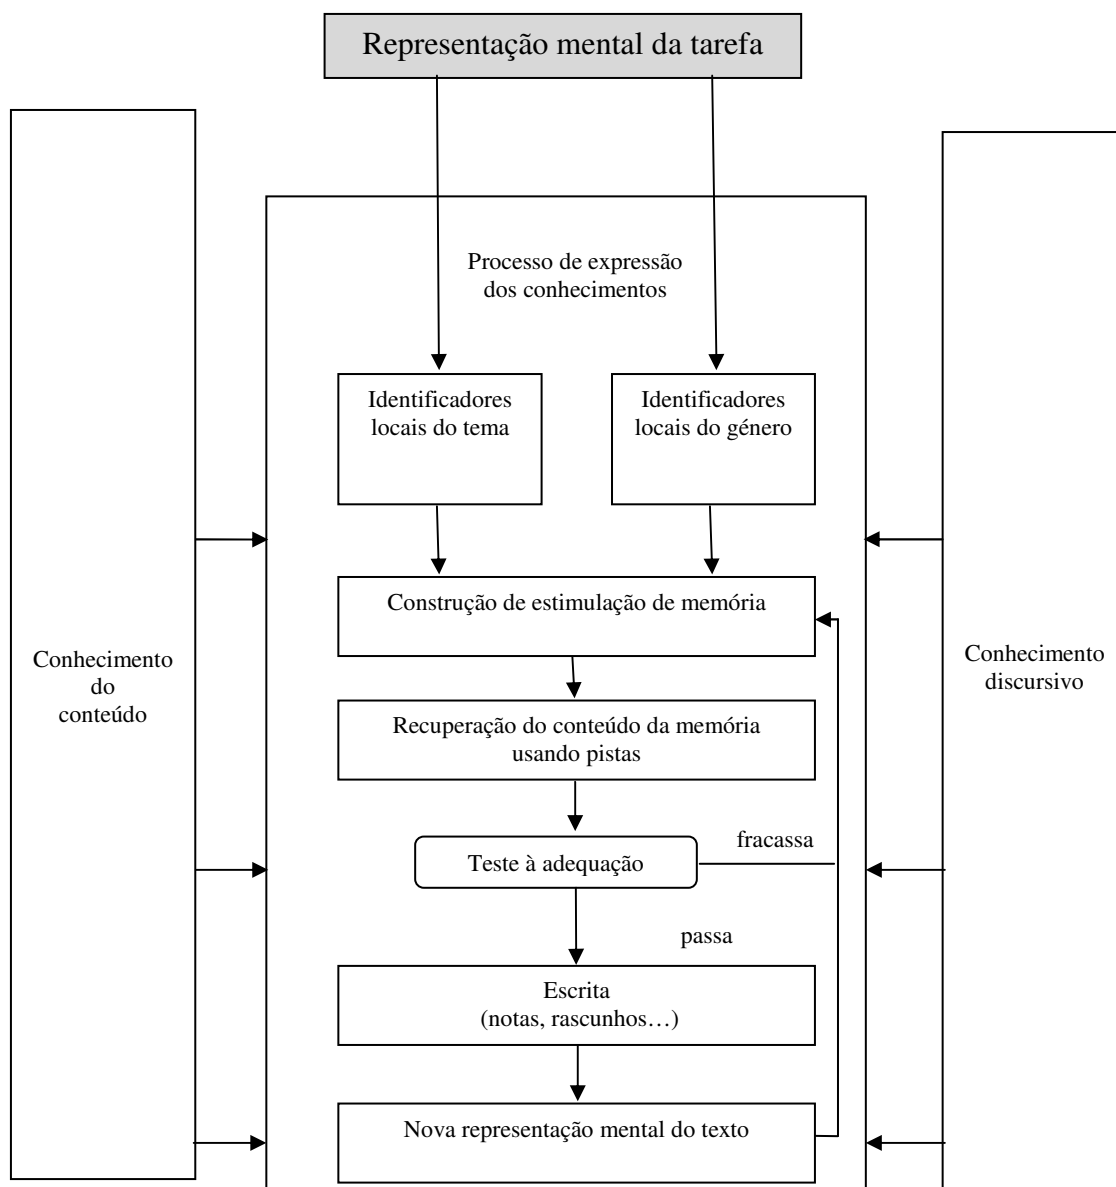 Representação mental da tarefa
Processo de expressão
dos conhecimentos
Identificadores
locais do tema
Identificadores
locais do género
Construção de estimulação de memória
Conhecimento
do
conteúdo
Conhecimento
discursivo
Recuperação do conteúdo da memória
usando pistas
fracassa
Teste à adequação
passa
Escrita
(notas, rascunhos…)
Nova representação mental do texto